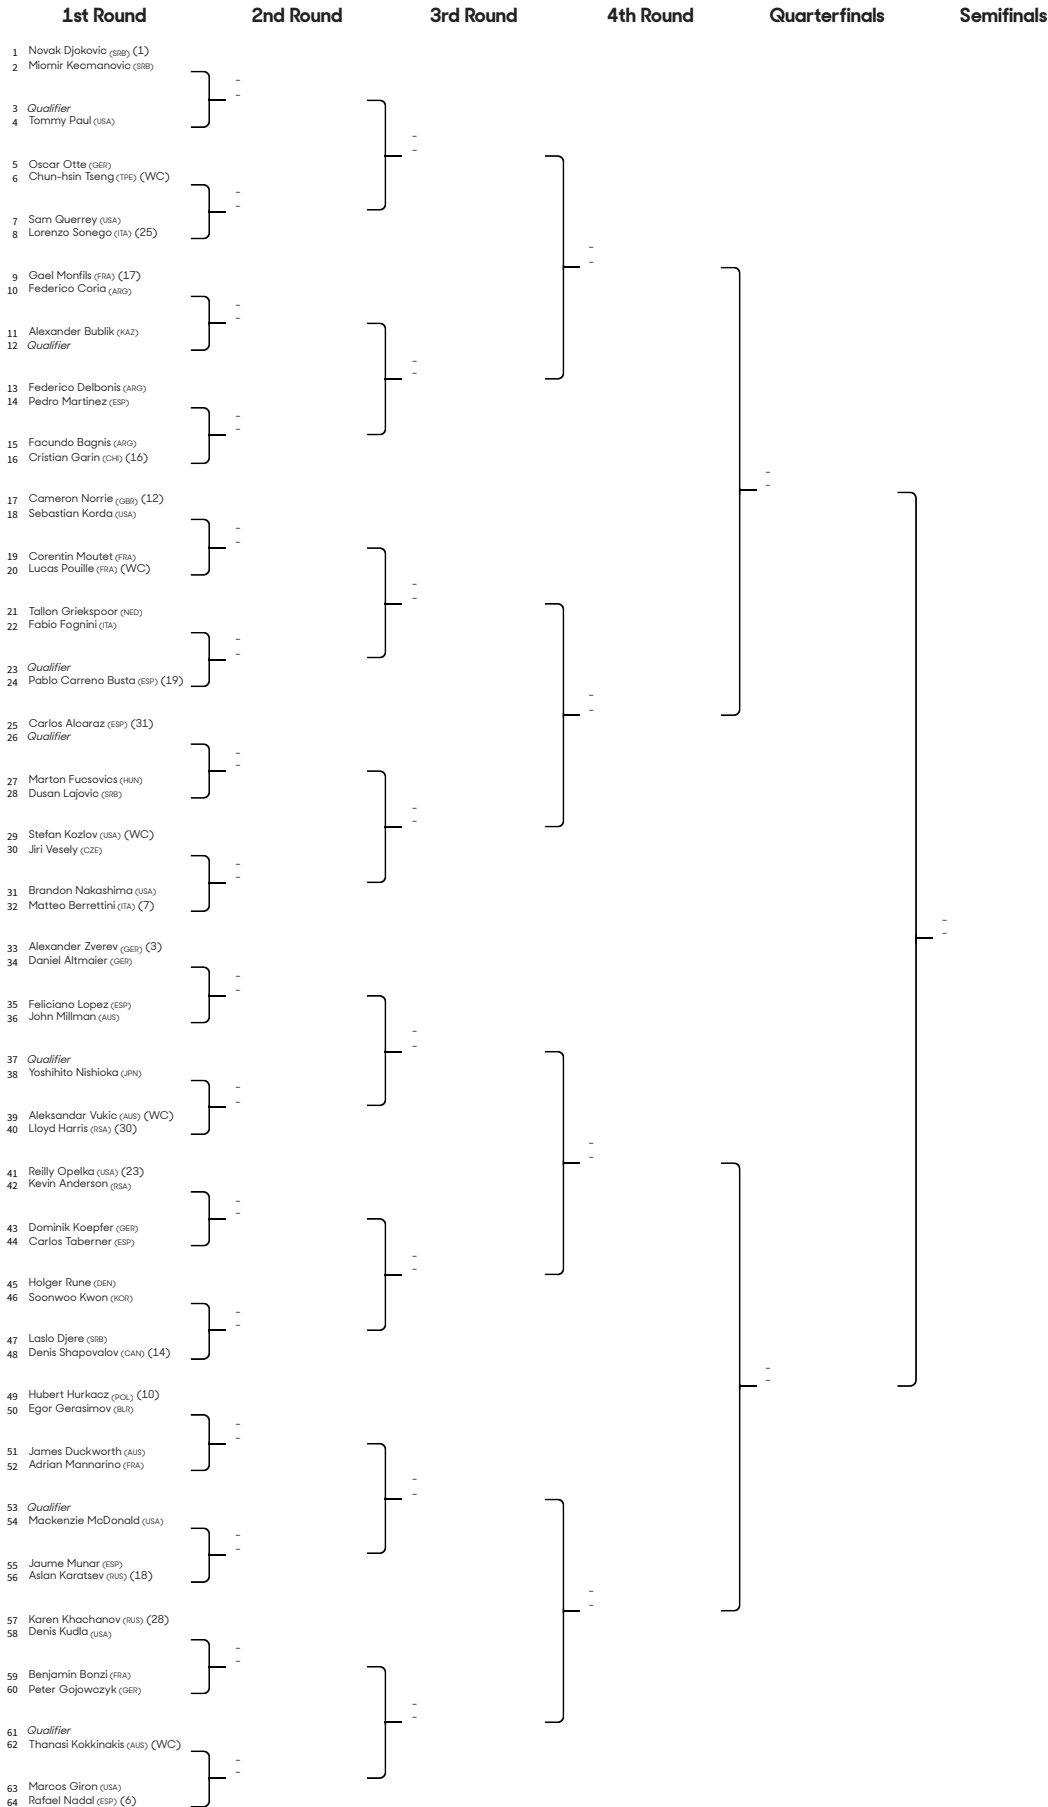 1st Round 2nd Round 3rd Round 4th Round Quarterfinals Semifinals
1 Novak Djokovic (SRB) (1)
2 Miomir Kecmanovic (SRB)
-
-
3 Qualifier
4 Tommy Paul (USA)
-
-
5 Oscar Otte (GER)
6 Chun-hsin Tseng (TPE) (WC)
-
-
7 Sam Querrey (USA)
8 Lorenzo Sonego (ITA) (25)
-
-
9 Gael Monfils (FRA) (17)
10 Federico Coria (ARG)
-
-
11 Alexander Bublik (KAZ)
12 Qualifier
-
-
13 Federico Delbonis (ARG)
14 Pedro Martinez (ESP)
-
-
15 Facundo Bagnis (ARG)
16 Cristian Garin (CHI) (16)
-
-
17 Cameron Norrie (GBR) (12)
18 Sebastian Korda (USA)
-
-
19 Corentin Moutet (FRA)
20 Lucas Pouille (FRA) (WC)
-
-
21 Tallon Griekspoor (NED)
22 Fabio Fognini (ITA)
-
-
23 Qualifier
24 Pablo Carreno Busta (ESP) (19)
-
-
25 Carlos Alcaraz (ESP) (31)
26 Qualifier
-
-
27 Marton Fucsovics (HUN)
28 Dusan Lajovic (SRB)
-
-
29 Stefan Kozlov (USA) (WC)
30 Jiri Vesely (CZE)
-
-
31 Brandon Nakashima (USA)
32 Matteo Berrettini (ITA) (7)
-
-
33 Alexander Zverev (GER) (3)
34 Daniel Altmaier (GER)
-
-
35 Feliciano Lopez (ESP)
36 John Millman (AUS)
-
-
37 Qualifier
38 Yoshihito Nishioka (JPN)
-
-
39 Aleksandar Vukic (AUS) (WC)
40 Lloyd Harris (RSA) (30)
-
-
41 Reilly Opelka (USA) (23)
42 Kevin Anderson (RSA)
-
-
43 Dominik Koepfer (GER)
44 Carlos Taberner (ESP)
-
-
45 Holger Rune (DEN)
46 Soonwoo Kwon (KOR)
-
-
47 Laslo Djere (SRB)
48 Denis Shapovalov (CAN) (14)
-
-
49 Hubert Hurkacz (POL) (10)
50 Egor Gerasimov (BLR)
-
-
51 James Duckworth (AUS)
52 Adrian Mannarino (FRA)
-
-
53 Qualifier
54 Mackenzie McDonald (USA)
-
-
55 Jaume Munar (ESP)
56 Aslan Karatsev (RUS) (18)
-
-
57 Karen Khachanov (RUS) (28)
58 Denis Kudla (USA)
-
-
59 Benjamin Bonzi (FRA)
60 Peter Gojowczyk (GER)
-
-
61 Qualifier
62 Thanasi Kokkinakis (AUS) (WC)
-
-
63 Marcos Giron (USA)
64 Rafael Nadal (ESP) (6)